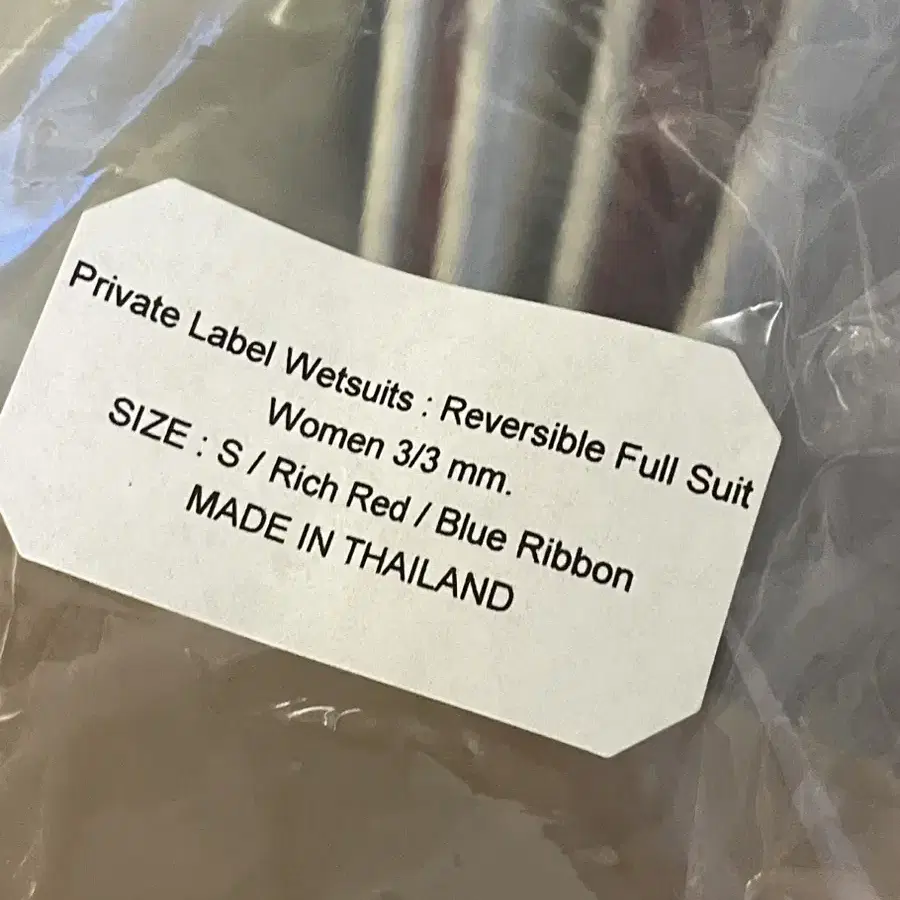 Private Label Wetsuits : Reversible Full Suit
Women 3/3 mm.
SIZE : S / Rich Red / Blue Ribbon
MADE IN THAILAND